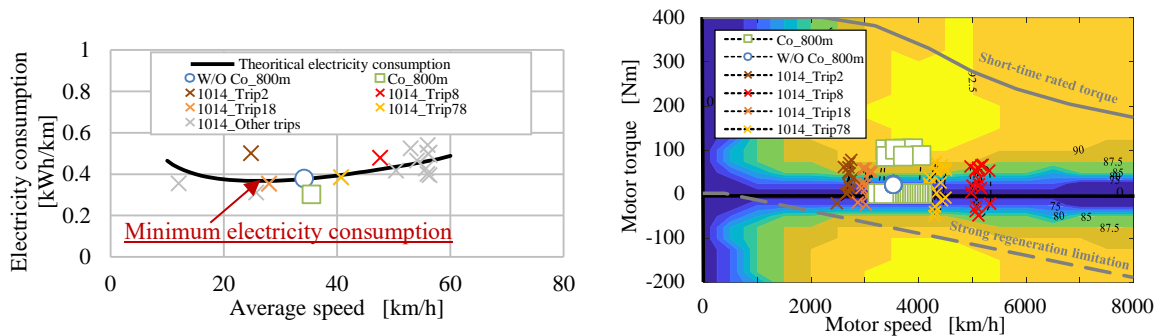 1
0.8
0.6
0.4
0.2
0
0 20 40 60 80
Electricity consumption
[kWh/km]
Average speed [km/h]
Theoritical electricity consumption
W/O Co_800m Co_800m
1014_Trip2 1014_Trip8
1014_Trip18 1014_Trip78
1014_Other trips
Minimum electricity consumption
400
300
200
100
0
-100
-200
0 2000 4000 6000 8000
Motor torque [Nm]
Motor speed [km/h]
Co_800m
W/O Co_800m
1014_Trip2
1014_Trip8
1014_Trip18
1014_Trip78
Short-time rated torque
92.5
90
87.5
85
75
75
80 85
87.5
Strong regeneration limitation